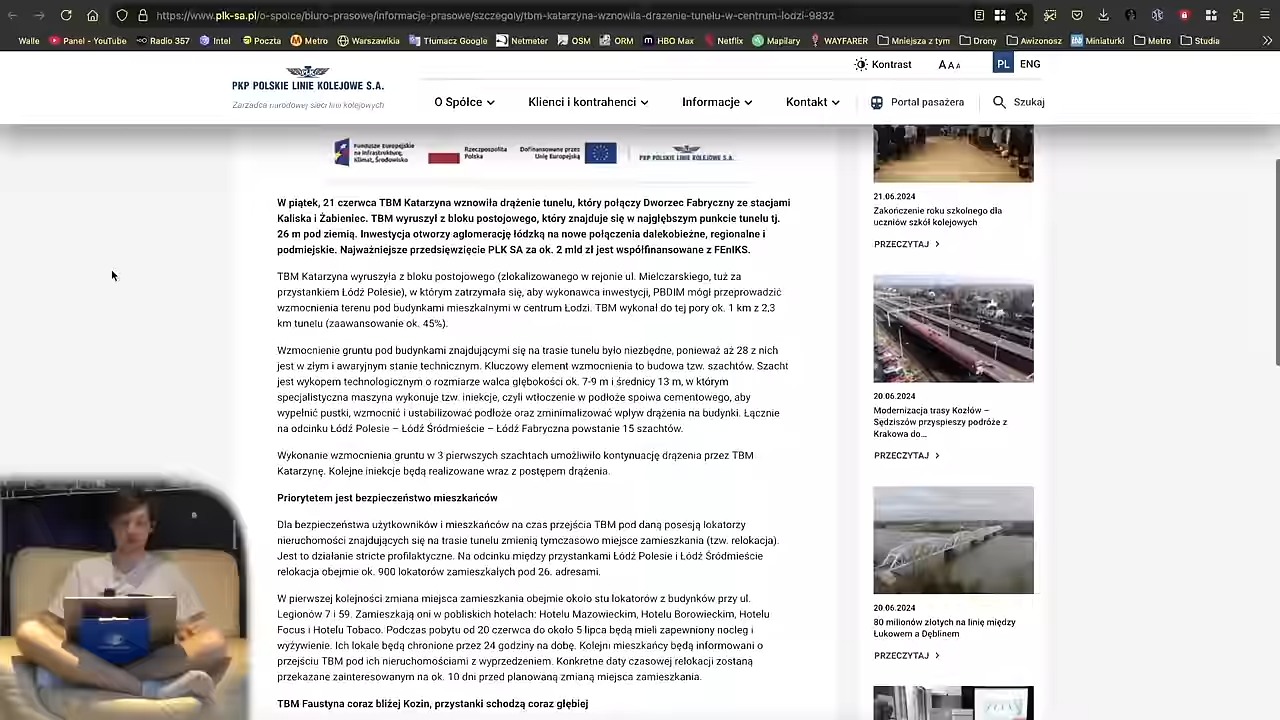 https://www.plk-sa.pl/o-spolce/biuro-prasowe/informacje-prasowe/szczegoly/tbm-katarzyna-wznowila-drazenie-tunelu-w-centrum-lodzi-9832
Walle Panel - YouTube Radio 357 Intel Poczta Metro Warszawika Tłumacz Google Netmeter OSM ORM HBO Max Netflix Mapilary WAYFARER Mniejsza z tym Drony Awizonosz Miniaturki Metro Studia
Kontrast A A A PL ENG
PKP POLSKIE LINIE KOLEJOWE S.A.
Zarządca narodowej sieci linii kolejowych
O Spółce Klienci i kontrahenci Informacje Kontakt Portal pasażera Szukaj
Fundusze Europejskie
na Infrastrukturę,
Klimat, Środowisko
Rzeczpospolita
Polska
Dofinansowane przez
Unię Europejską
PKP POLSKIE LINIE KOLEJOWE S.A.
W piątek, 21 czerwca TBM Katarzyna wznowiła drążenie tunelu, który połączy Dworzec Fabryczny ze stacjami
Kaliska i Żabieniec. TBM wyruszył z bloku postojowego, który znajduje się w najgłębszym punkcie tunelu tj.
26 m pod ziemią. Inwestycja otworzy aglomerację łódzką na nowe połączenia dalekobieżne, regionalne i
podmiejskie. Najważniejsze przedsięwzięcie PLK SA za ok. 2 mld zł jest współfinansowane z FEnIKS.
TBM Katarzyna wyruszyła z bloku postojowego (zlokalizowanego w rejonie ul. Mielczarskiego, tuż za
przystankiem Łódź Polesie), w którym zatrzymała się, aby wykonawca inwestycji, PBDIM mógł przeprowadzić
wzmocnienia terenu pod budynkami mieszkalnymi w centrum Łodzi. TBM wykonał do tej pory ok. 1 km z 2,3
km tunelu (zaawansowanie ok. 45%).
Wzmocnienie gruntu pod budynkami znajdującymi się na trasie tunelu było niezbędne, ponieważ aż 28 z nich
jest w złym i awaryjnym stanie technicznym. Kluczowy element wzmocnienia to budowa tzw. szachtów. Szacht
jest wykopem technologicznym o rozmiarze walca głębokości ok. 7-9 m i średnicy 13 m, w którym
specjalistyczna maszyna wykonuje tzw. iniekcje, czyli wtłoczenie w podłoże spoiwa cementowego, aby
wypełnić pustki, wzmocnić i ustabilizować podłoże oraz zminimalizować wpływ drążenia na budynki. Łącznie
na odcinku Łódź Polesie – Łódź Śródmieście – Łódź Fabryczna powstanie 15 szachtów.
Wykonanie wzmocnienia gruntu w 3 pierwszych szachtach umożliwiło kontynuację drążenia przez TBM
Katarzynę. Kolejne iniekcje będą realizowane wraz z postępem drążenia.
Priorytetem jest bezpieczeństwo mieszkańców
Dla bezpieczeństwa użytkowników i mieszkańców na czas przejścia TBM pod daną posesją lokatorzy
nieruchomości znajdujących się na trasie tunelu zmienią tymczasowo miejsce zamieszkania (tzw. relokacja).
Jest to działanie stricte profilaktyczne. Na odcinku między przystankami Łódź Polesie i Łódź Śródmieście
relokacja obejmie ok. 900 lokatorów zamieszkałych pod 26. adresami.
W pierwszej kolejności zmiana miejsca zamieszkania obejmie około stu lokatorów z budynków przy ul.
Legionów 7 i 59. Zamieszkają oni w pobliskich hotelach: Hotelu Mazowieckim, Hotelu Borowieckim, Hotelu
Focus i Hotelu Tobaco. Podczas pobytu od 20 czerwca do około 5 lipca będą mieli zapewniony nocleg i
wyżywienie. Ich lokale będą chronione przez 24 godziny na dobę. Kolejni mieszkańcy będą informowani o
przejściu TBM pod ich nieruchomościami z wyprzedzeniem. Konkretne daty czasowej relokacji zostaną
przekazane zainteresowanym na ok. 10 dni przed planowaną zmianą miejsca zamieszkania.
TBM Faustyna coraz bliżej Kozin, przystanki schodzą coraz głębiej
21.06.2024
Zakończenie roku szkolnego dla
uczniów szkół kolejowych
PRZECZYTAJ
20.06.2024
Modernizacja trasy Kozłów –
Sędziszów przyspieszy podróże z
Krakowa do...
PRZECZYTAJ
20.06.2024
80 milionów złotych na linię między
Łukowem a Dęblinem
PRZECZYTAJ